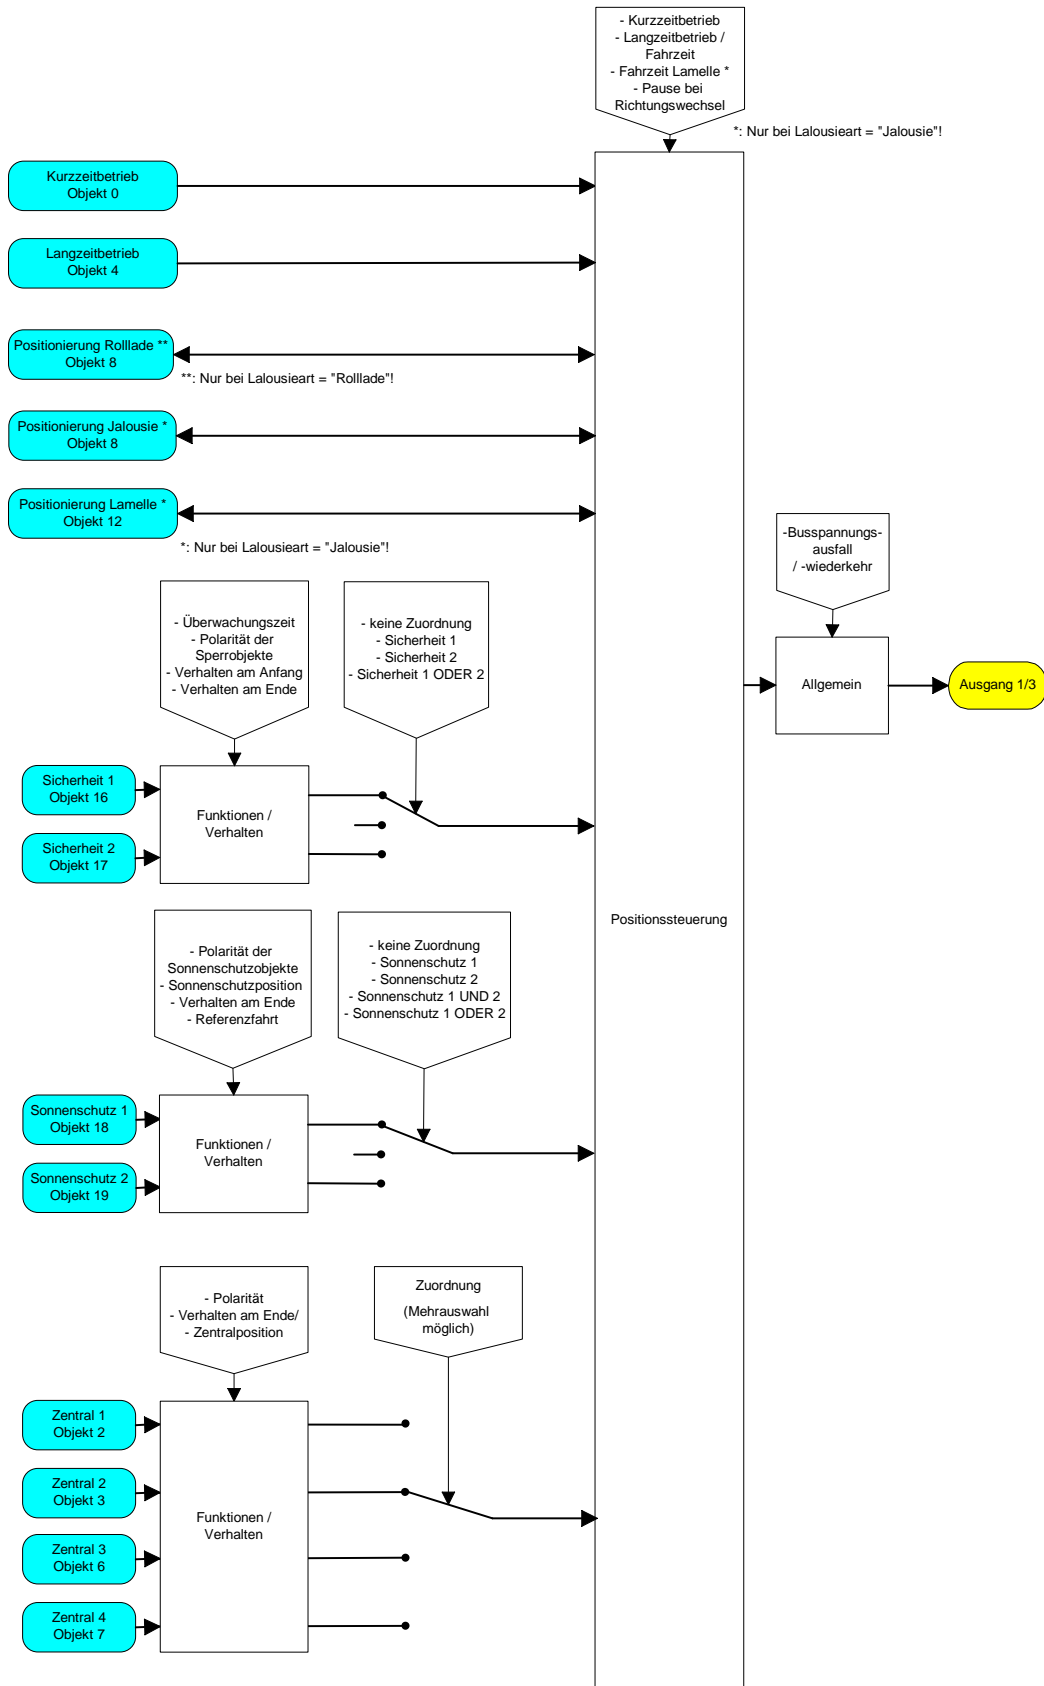 - Kurzzeitbetrieb
- Langzeitbetrieb /
Fahrzeit
- Fahrzeit Lamelle *
- Pause bei
Richtungswechsel
*: Nur bei Lalousieart = "Jalousie"!
Kurzzeitbetrieb
Objekt 0
Langzeitbetrieb
Objekt 4
Positionierung Rolllade **
Objekt 8
**: Nur bei Lalousieart = "Rolllade"!
Positionierung Jalousie *
Objekt 8
Positionierung Lamelle *
Objekt 12
*: Nur bei Lalousieart = "Jalousie"!
-Busspannungs-
ausfall
/ -wiederkehr
- Überwachungszeit
- Polarität der
Sperrobjekte
- Verhalten am Anfang
- Verhalten am Ende
- keine Zuordnung
- Sicherheit 1
- Sicherheit 2
- Sicherheit 1 ODER 2
Allgemein
Ausgang 1/3
Sicherheit 1
Objekt 16
Funktionen /
Verhalten
Sicherheit 2
Objekt 17
Positionssteuerung
- Polarität der
Sonnenschutzobjekte
- Sonnenschutzposition
- Verhalten am Ende
- Referenzfahrt
- keine Zuordnung
- Sonnenschutz 1
- Sonnenschutz 2
- Sonnenschutz 1 UND 2
- Sonnenschutz 1 ODER 2
Sonnenschutz 1
Objekt 18
Funktionen /
Verhalten
Sonnenschutz 2
Objekt 19
- Polarität
- Verhalten am Ende/
- Zentralposition
Zuordnung
(Mehrauswahl
möglich)
Zentral 1
Objekt 2
Zentral 2
Objekt 3
Funktionen /
Verhalten
Zentral 3
Objekt 6
Zentral 4
Objekt 7